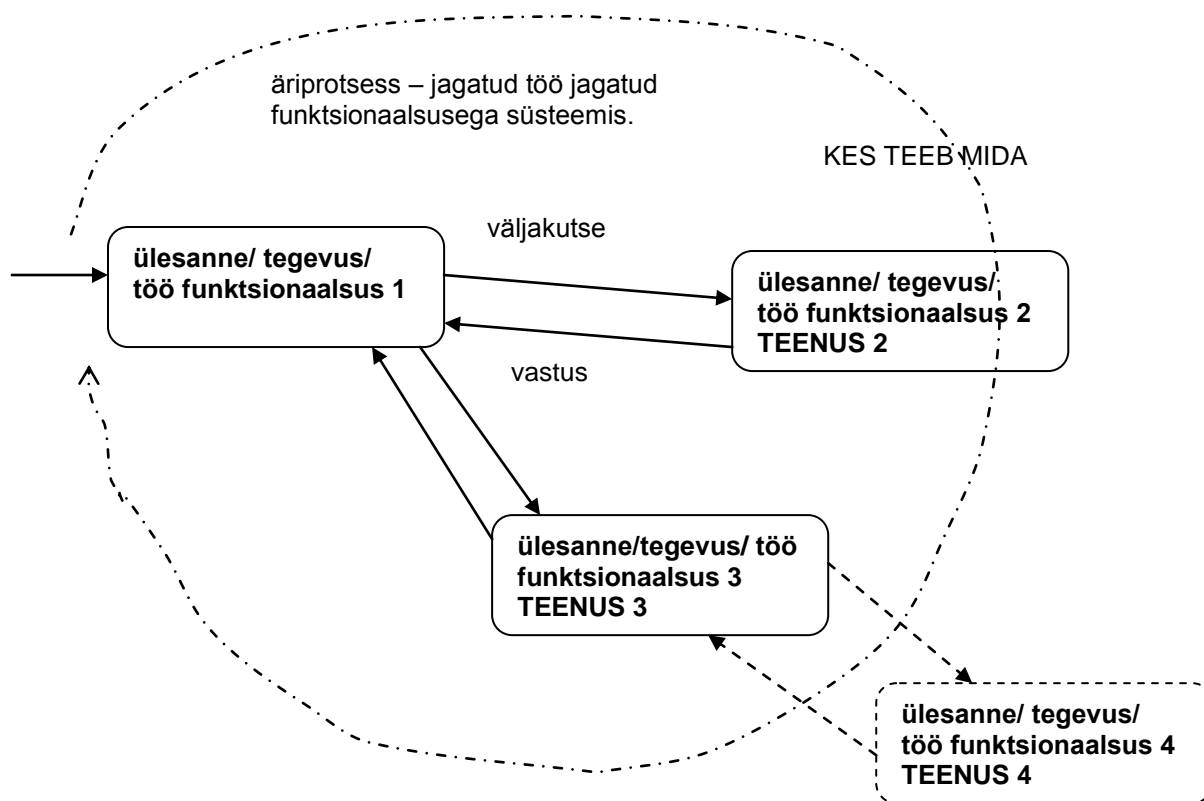 äriprotsess – jagatud töö jagatud
funktsionaalsusega süsteemis.
KES TEEB MIDA
väljakutse
ülesanne/ tegevus/
töö funktsionaalsus 1
ülesanne/ tegevus/
töö funktsionaalsus 2
TEENUS 2
vastus
ülesanne/tegevus/ töö
funktsionaalsus 3
TEENUS 3
ülesanne/ tegevus/
töö funktsionaalsus 4
TEENUS 4